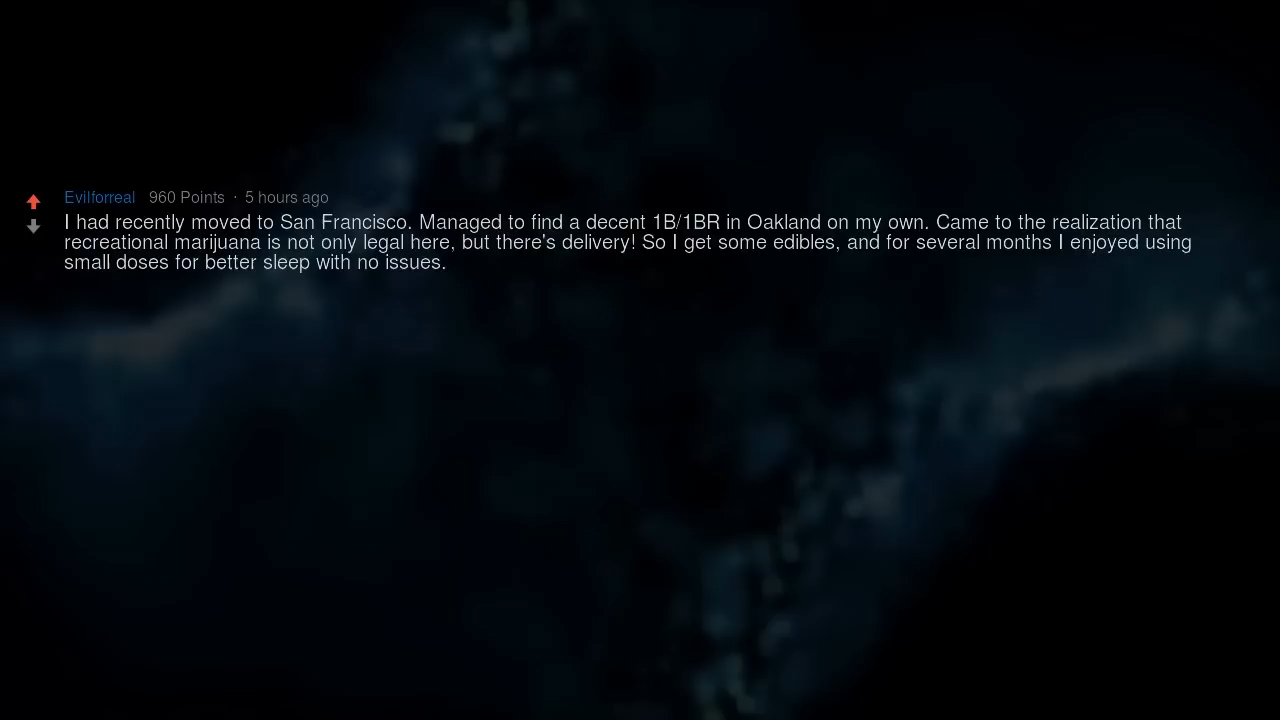 Evilforreal 960 Points · 5 hours ago
I had recently moved to San Francisco. Managed to find a decent 1B/1BR in Oakland on my own. Came to the realization that
recreational marijuana is not only legal here, but there's delivery! So I get some edibles, and for several months I enjoyed using
small doses for better sleep with no issues.